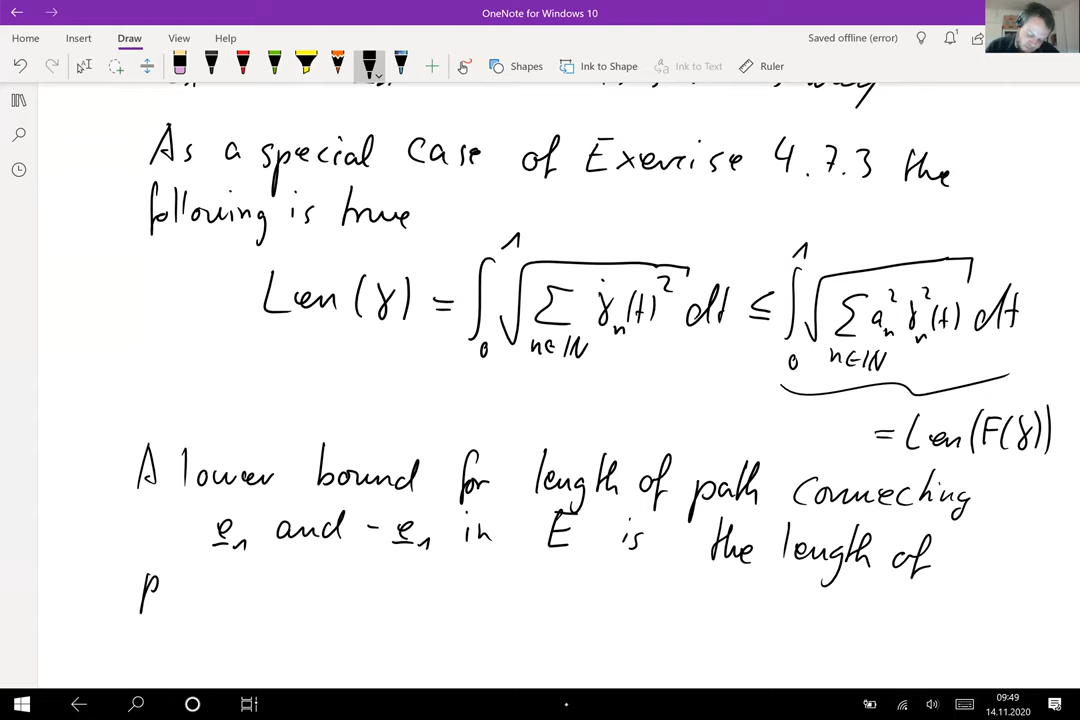 OneNote for Windows 10
Home Insert Draw View Help Saved offline (error)
Shapes Ink to Shape Ink to Text Ruler
As a special case of Exercise 4.7.3 the
following is true
Len(γ) = ∫₀¹ √(∑_{n∈ℕ} γ̇ₙ(t)²) dt ≤ ∫₀¹ √(∑_{n∈ℕ} aₙ² γ̇ₙ²(t)) dt
= Len(F(γ))
A lower bound for length of path connecting
e₁ and -e₁ in E is the length of
p
09:49
14.11.2020